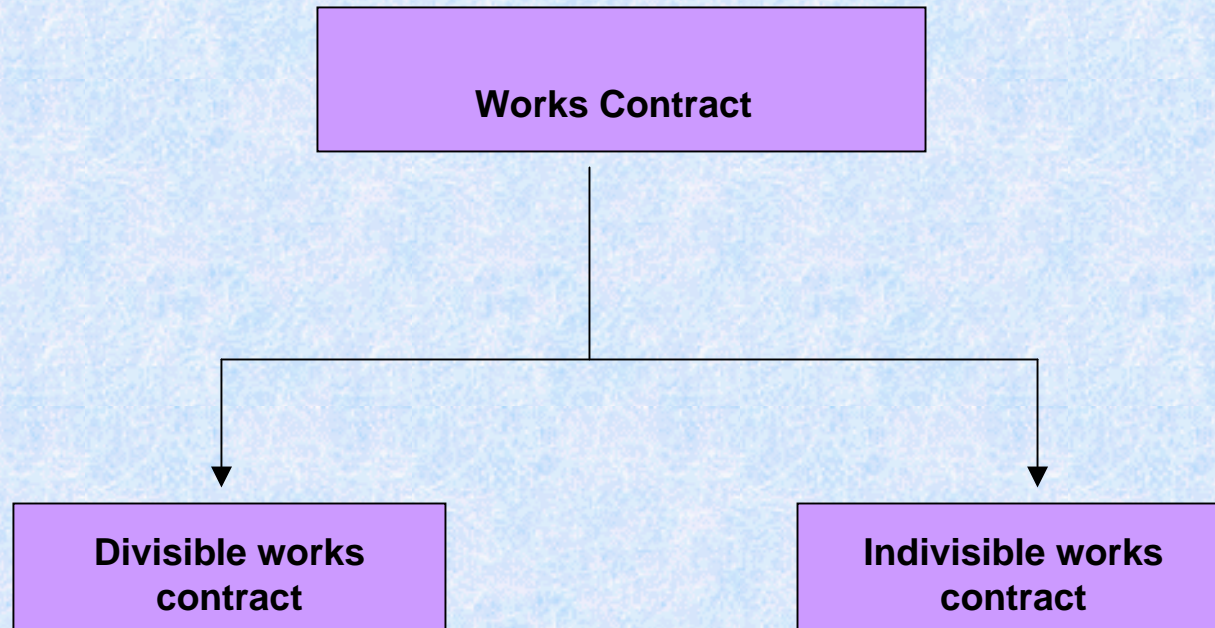 Works Contract
Divisible works
contract
Indivisible works
contract